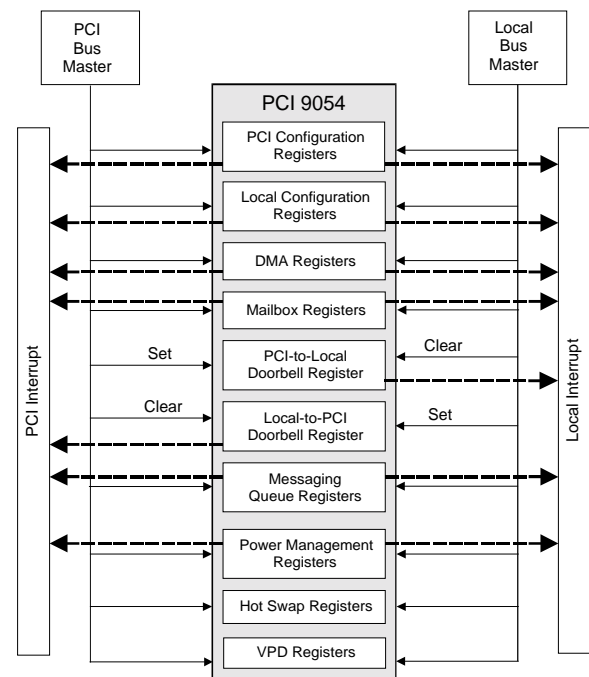 PCI
Bus
Master
Local
Bus
Master
PCI 9054
PCI Configuration
Registers
Local Configuration
Registers
DMA Registers
Mailbox Registers
Set
PCI-to-Local
Doorbell Register
Clear
Clear
Local-to-PCI
Doorbell Register
Set
Messaging
Queue Registers
Power Management
Registers
Hot Swap Registers
VPD Registers
PCI Interrupt
Local Interrupt